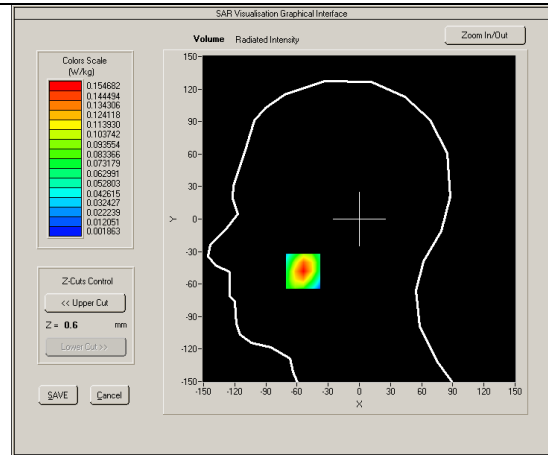 SAR Visualisation Graphical Interface
Volume Radiated Intensity
Zoom In/Out
Colors Scale
(W/kg)
0.154682
0.144494
0.134306
0.124118
0.113930
0.103742
0.093554
0.083366
0.073179
0.062991
0.052803
0.042615
0.032427
0.022239
0.012051
0.001863
Z-Cuts Control
<< Upper Cut
Z = 0.6 mm
Lower Cut >>
SAVE Cancel
150
120
90
60
30
0
-30
-60
-90
-120
-150
Y
-150 -120 -90 -60 -30 0 30 60 90 120 150
X